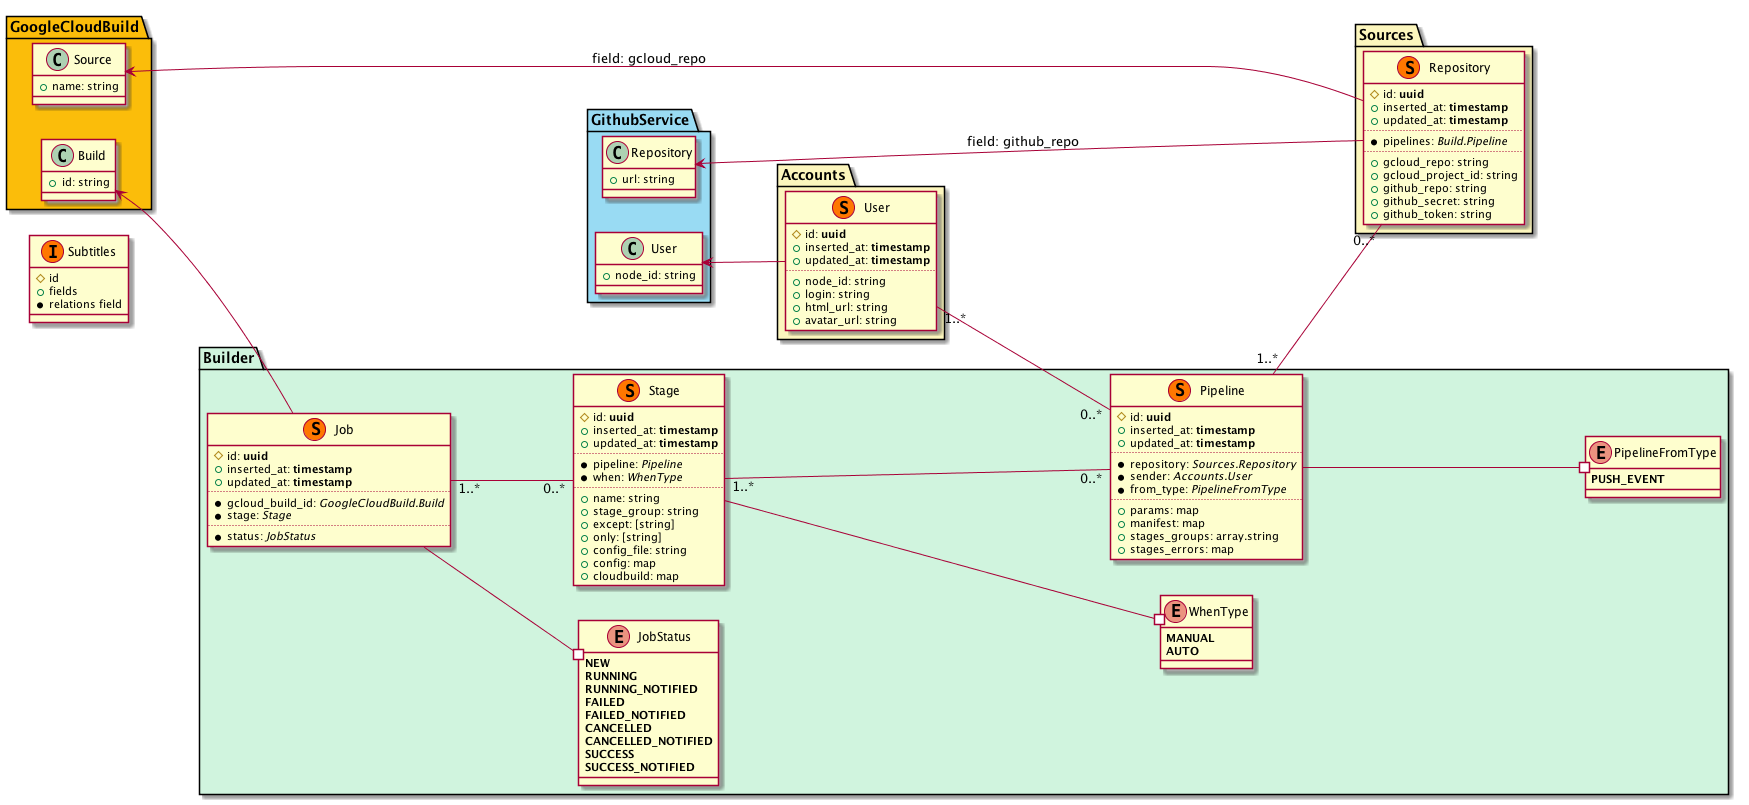 GoogleCloudBuild
C Source
name: string
C Build
id: string
I Subtitles
id
fields
relations field
field: gcloud_repo
GithubService
C Repository
url: string
C User
node_id: string
field: github_repo
Accounts
S User
id: uuid
inserted_at: timestamp
updated_at: timestamp
node_id: string
login: string
html_url: string
avatar_url: string
Sources
S Repository
id: uuid
inserted_at: timestamp
updated_at: timestamp
pipelines: Build.Pipeline
gcloud_repo: string
gcloud_project_id: string
github_repo: string
github_secret: string
github_token: string
0..*
1..*
1..*
0..*
Builder
S Job
id: uuid
inserted_at: timestamp
updated_at: timestamp
gcloud_build_id: GoogleCloudBuild.Build
stage: Stage
status: JobStatus
1..*
0..*
S Stage
id: uuid
inserted_at: timestamp
updated_at: timestamp
pipeline: Pipeline
when: WhenType
name: string
stage_group: string
except: [string]
only: [string]
config_file: string
config: map
cloudbuild: map
1..*
0..*
S Pipeline
id: uuid
inserted_at: timestamp
updated_at: timestamp
repository: Sources.Repository
sender: Accounts.User
from_type: PipelineFromType
params: map
manifest: map
stages_groups: array.string
stages_errors: map
E PipelineFromType
PUSH_EVENT
E WhenType
MANUAL
AUTO
E JobStatus
NEW
RUNNING
RUNNING_NOTIFIED
FAILED
FAILED_NOTIFIED
CANCELLED
CANCELLED_NOTIFIED
SUCCESS
SUCCESS_NOTIFIED